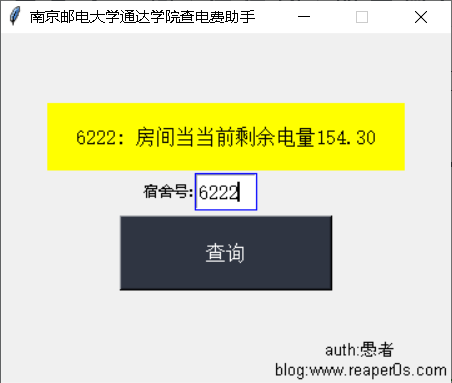 南京邮电大学通达学院查电费助手
6222: 房间当当前剩余电量154.30
宿舍号: 6222
查询
auth:愚者
blog:www.reaper0s.com